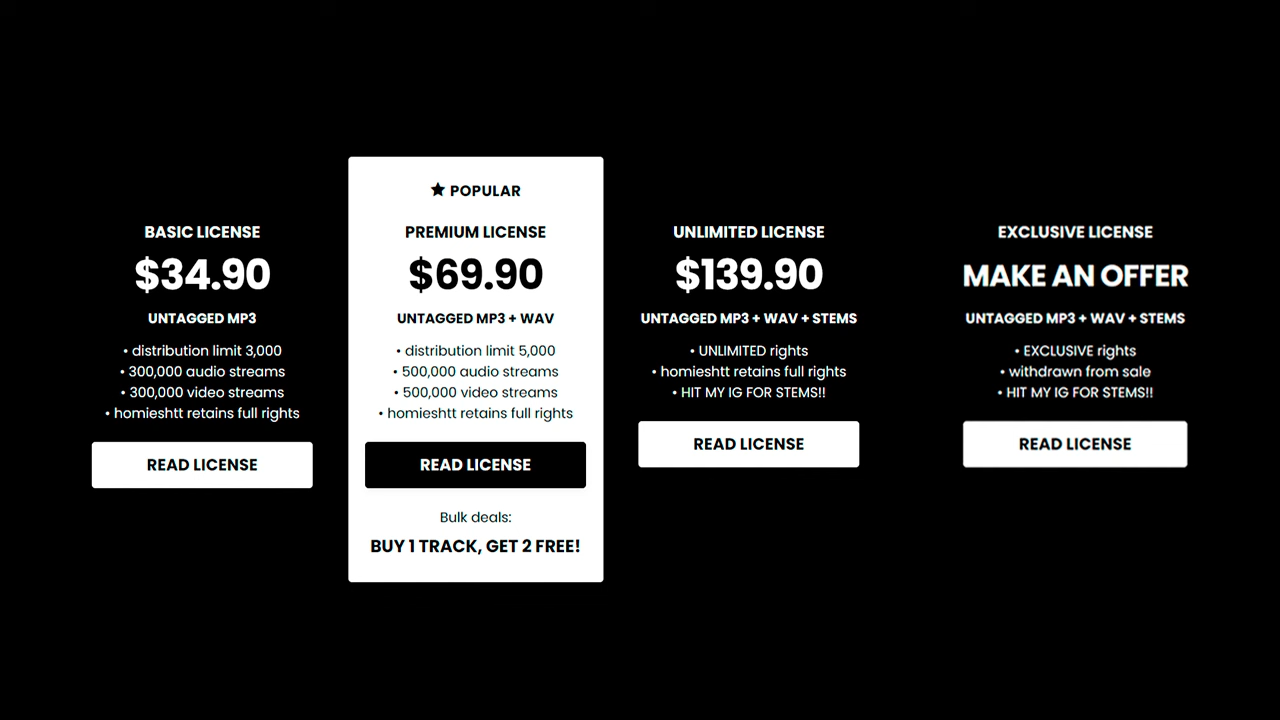 BASIC LICENSE
$34.90
UNTAGGED MP3
• distribution limit 3,000
• 300,000 audio streams
• 300,000 video streams
• homieshtt retains full rights
READ LICENSE
★ POPULAR
PREMIUM LICENSE
$69.90
UNTAGGED MP3 + WAV
• distribution limit 5,000
• 500,000 audio streams
• 500,000 video streams
• homieshtt retains full rights
READ LICENSE
Bulk deals:
BUY 1 TRACK, GET 2 FREE!
UNLIMITED LICENSE
$139.90
UNTAGGED MP3 + WAV + STEMS
• UNLIMITED rights
• homieshtt retains full rights
• HIT MY IG FOR STEMS!!
READ LICENSE
EXCLUSIVE LICENSE
MAKE AN OFFER
UNTAGGED MP3 + WAV + STEMS
• EXCLUSIVE rights
• withdrawn from sale
• HIT MY IG FOR STEMS!!
READ LICENSE